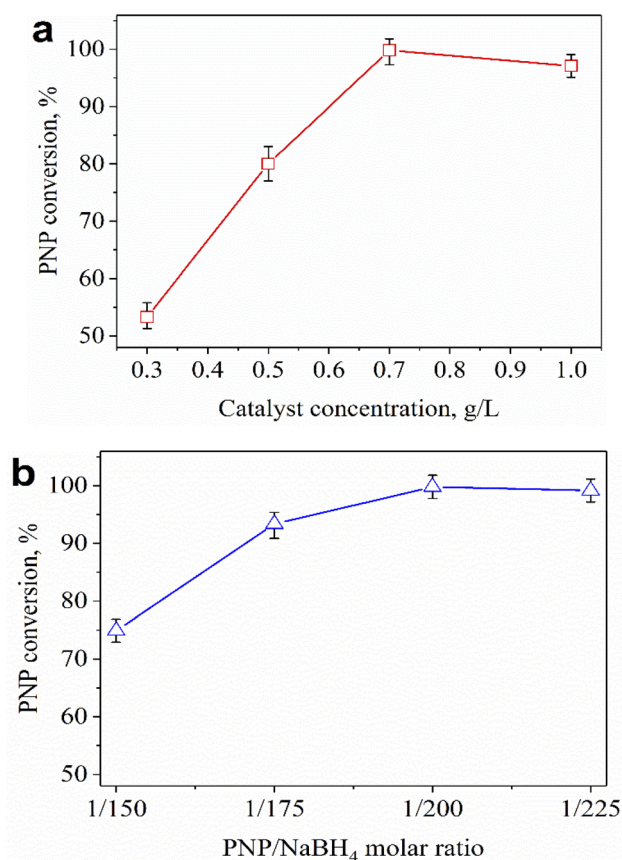 a
PNP conversion, %
100
90
80
70
60
50
0.3 0.4 0.5 0.6 0.7 0.8 0.9 1.0
Catalyst concentration, g/L
b
PNP conversion, %
100
90
80
70
60
50
1/150 1/175 1/200 1/225
PNP/NaBH₄ molar ratio